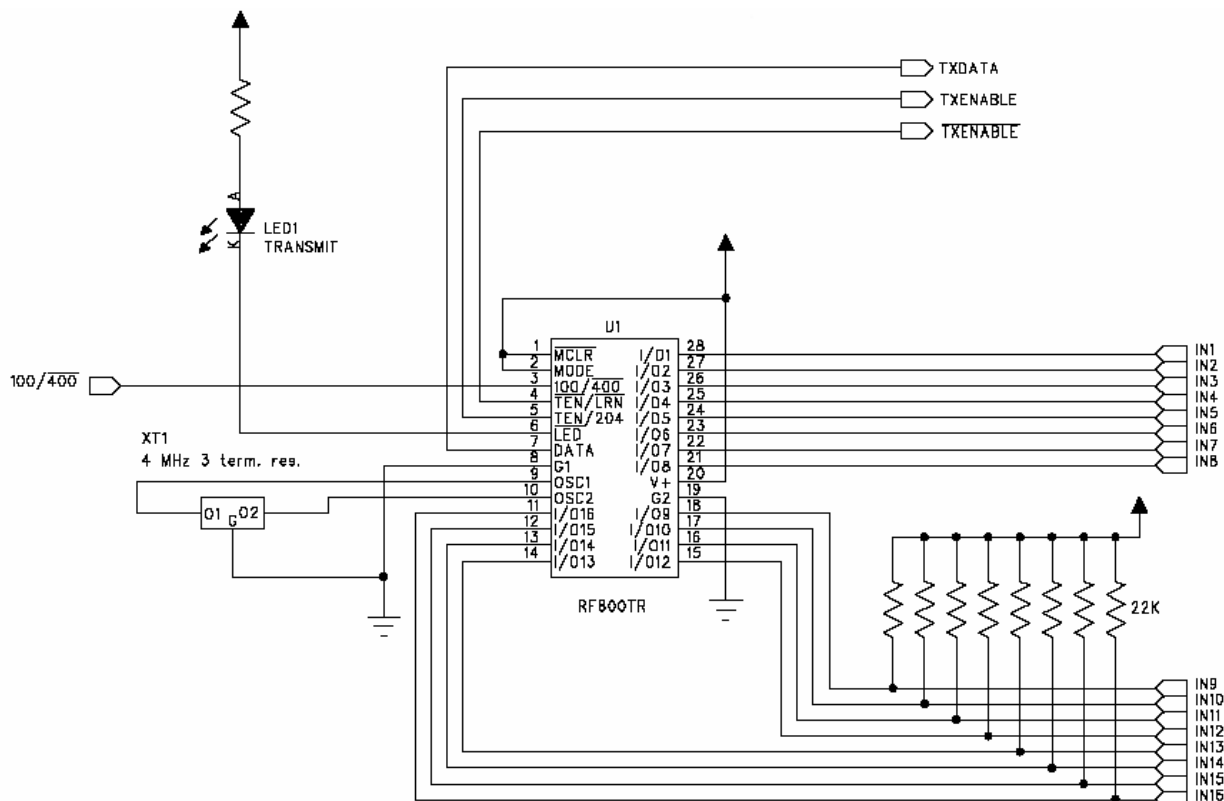 TXDATA
TXENABLE
TXENABLE
A
K
LED1
TRANSMIT
U1
100/400
XT1
4 MHz 3 term. res.
O1 G O2
1 MCLR
2 MODE
3 100/400
4 TEN/LRN
5 TEN/204
6 LED
7 DATA
8 G1
9 OSC1
10 OSC2
11 I/O16
12 I/O15
13 I/O14
14 I/O13
I/O1 28
I/O2 27
I/O3 26
I/O4 25
I/O5 24
I/O6 23
I/O7 22
I/O8 21
V+ 20
G2 19
I/O9 18
I/O10 17
I/O11 16
I/O12 15
RF800TR
IN1
IN2
IN3
IN4
IN5
IN6
IN7
IN8
22K
IN9
IN10
IN11
IN12
IN13
IN14
IN15
IN16